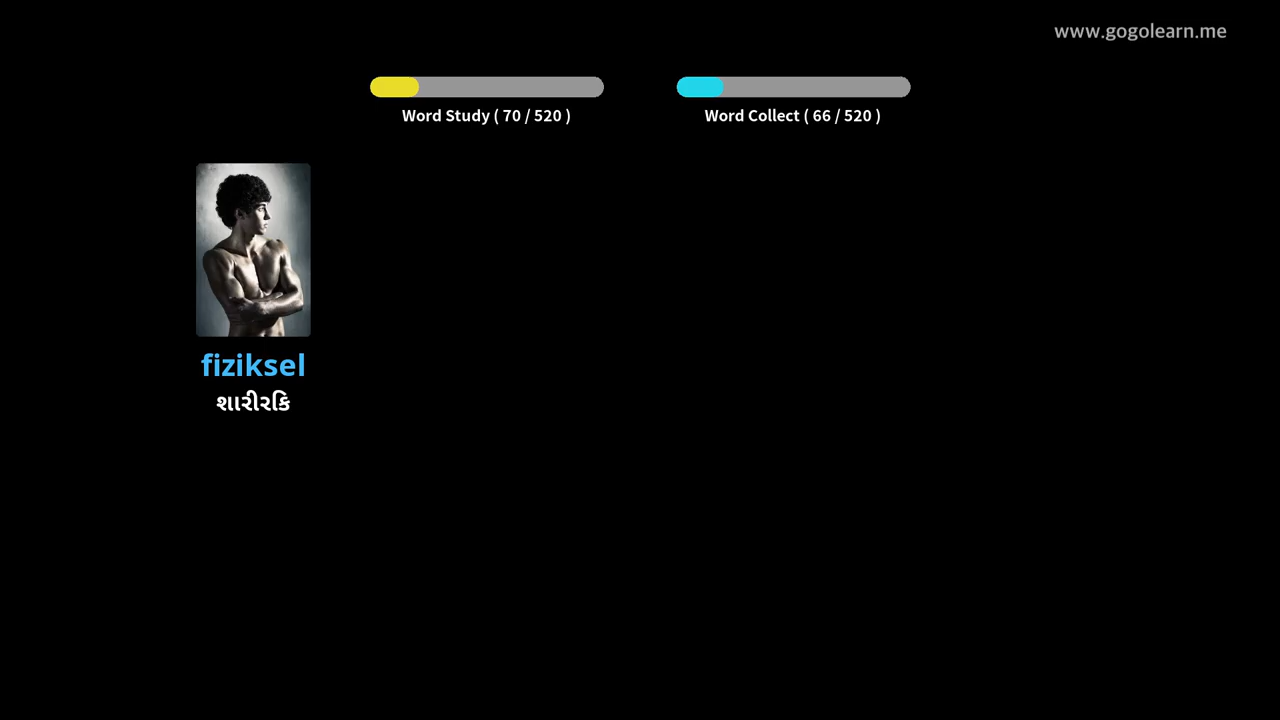 www.gogolearn.me
Word Study ( 70 / 520 )
Word Collect ( 66 / 520 )
fiziksel
શારીરિક